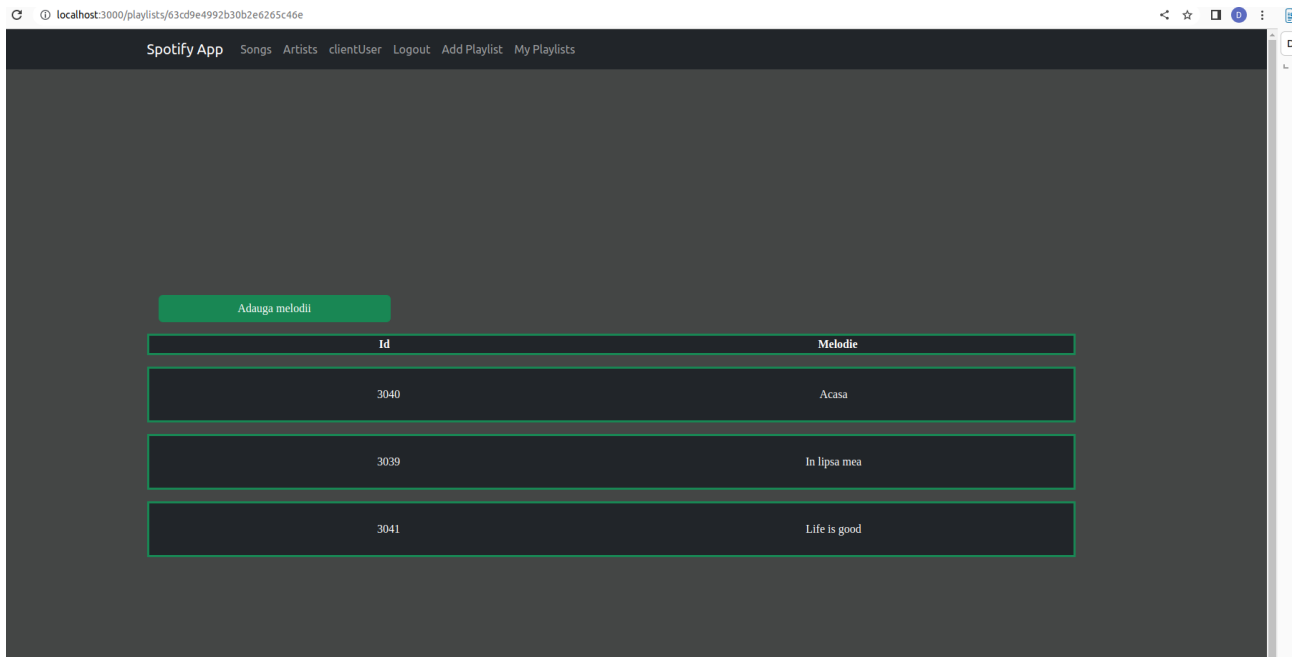 localhost:3000/playlists/63cd9e4992b30b2e6265c46e
D
Spotify App Songs Artists clientUser Logout Add Playlist My Playlists
Adauga melodii
Id Melodie
3040 Acasa
3039 In lipsa mea
3041 Life is good